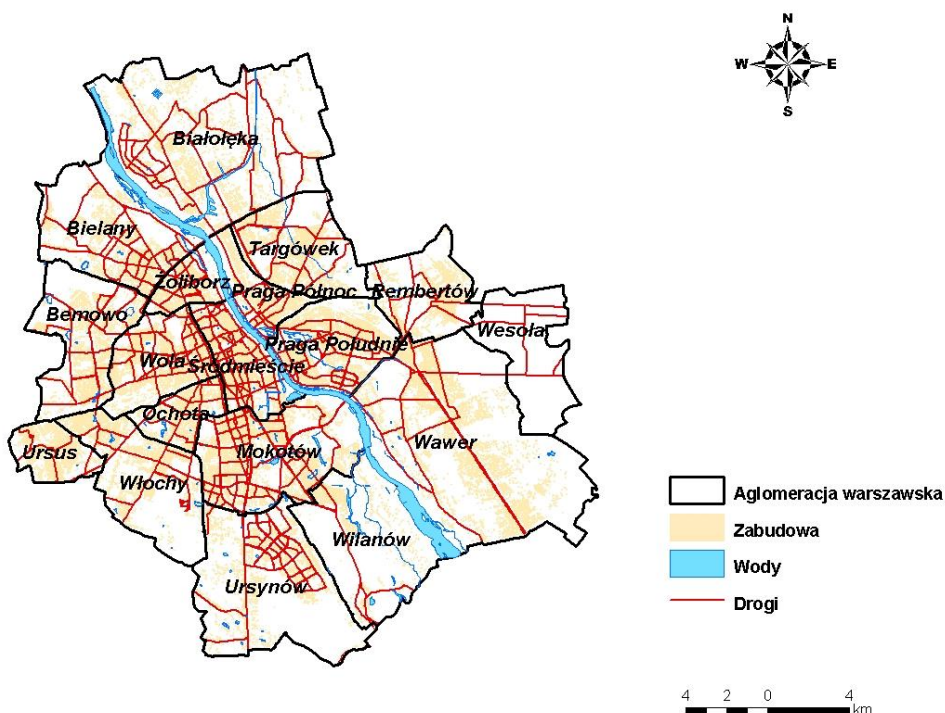 N
W E
S
Białołęka
Bielany
Targówek
Żoliborz
Praga Północ
Rembertów
Bemowo
Wesoła
Praga Południe
Wola
Śródmieście
Ochota
Wawer
Ursus
Mokotów
Włochy
Wilanów
Ursynów
Aglomeracja warszawska
Zabudowa
Wody
Drogi
4 2 0 4
km